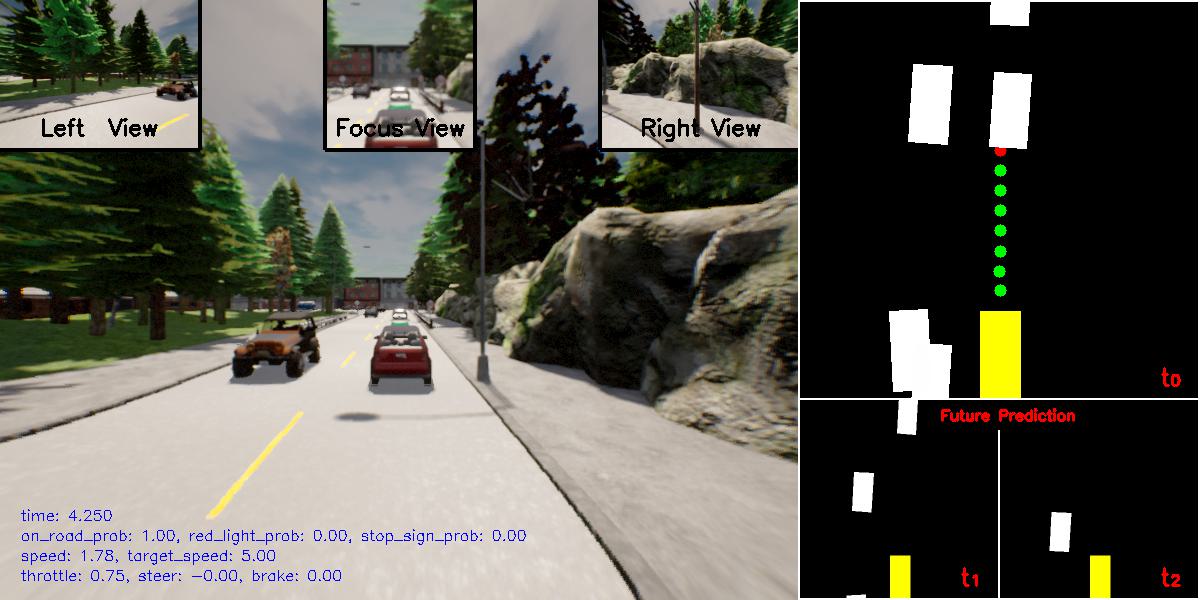 Left View
Focus View
Right View
t0
Future Prediction
t1
t2
time: 4.250
on_road_prob: 1.00, red_light_prob: 0.00, stop_sign_prob: 0.00
speed: 1.78, target_speed: 5.00
throttle: 0.75, steer: −0.00, brake: 0.00